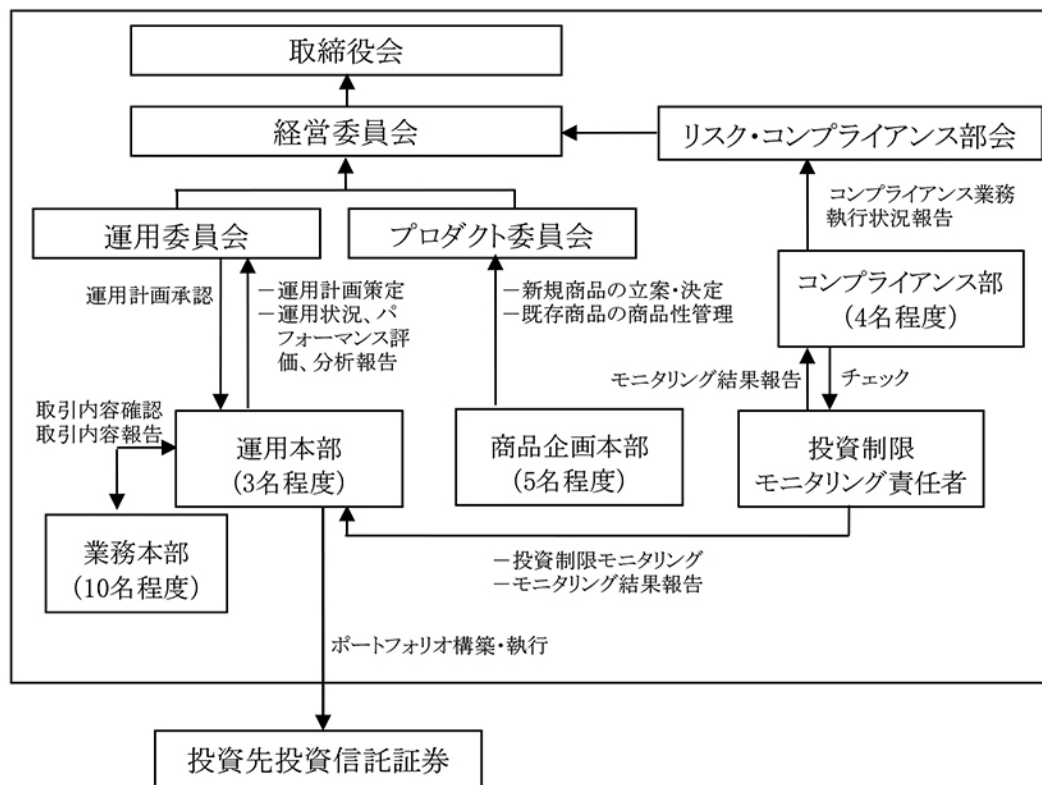 取締役会
経営委員会
リスク・コンプライアンス部会
コンプライアンス業務
執行状況報告
運用委員会
プロダクト委員会
コンプライアンス部
(4名程度)
運用計画承認
－運用計画策定
－運用状況、パ
フォーマンス評
価、分析報告
－新規商品の立案・決定
－既存商品の商品性管理
モニタリング結果報告
チェック
取引内容確認
取引内容報告
運用本部
(3名程度)
商品企画本部
(5名程度)
投資制限
モニタリング責任者
業務本部
(10名程度)
－投資制限モニタリング
－モニタリング結果報告
ポートフォリオ構築・執行
投資先投資信託証券